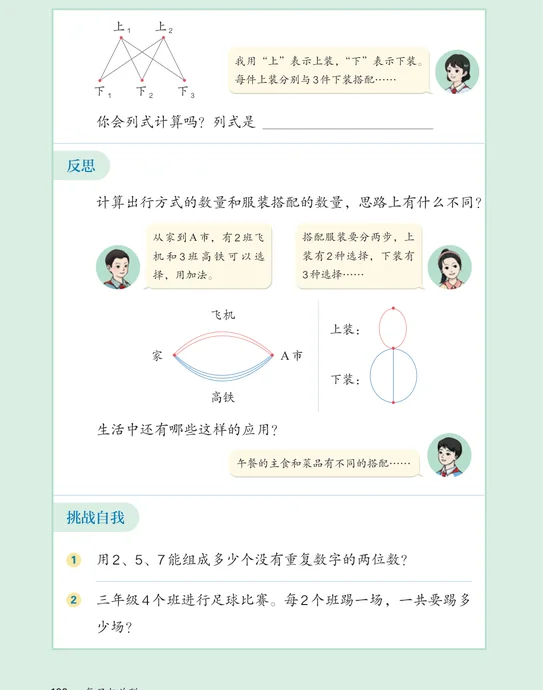 上1 上2
下1 下2 下3
我用“上”表示上装，“下”表示下装。
每件上装分别与3件下装搭配……
你会列式计算吗？列式是
反思
计算出行方式的数量和服装搭配的数量，思路上有什么不同？
从家到A市，有2班飞
机和3班高铁可以选
择，用加法。
搭配服装要分两步，上
装有2种选择，下装有
3种选择……
飞机
家
A市
高铁
上装：
下装：
生活中还有哪些这样的应用？
午餐的主食和菜品有不同的搭配……
挑战自我
1 用2、5、7能组成多少个没有重复数字的两位数？
2 三年级4个班进行足球比赛。每2个班踢一场，一共要踢多
少场？